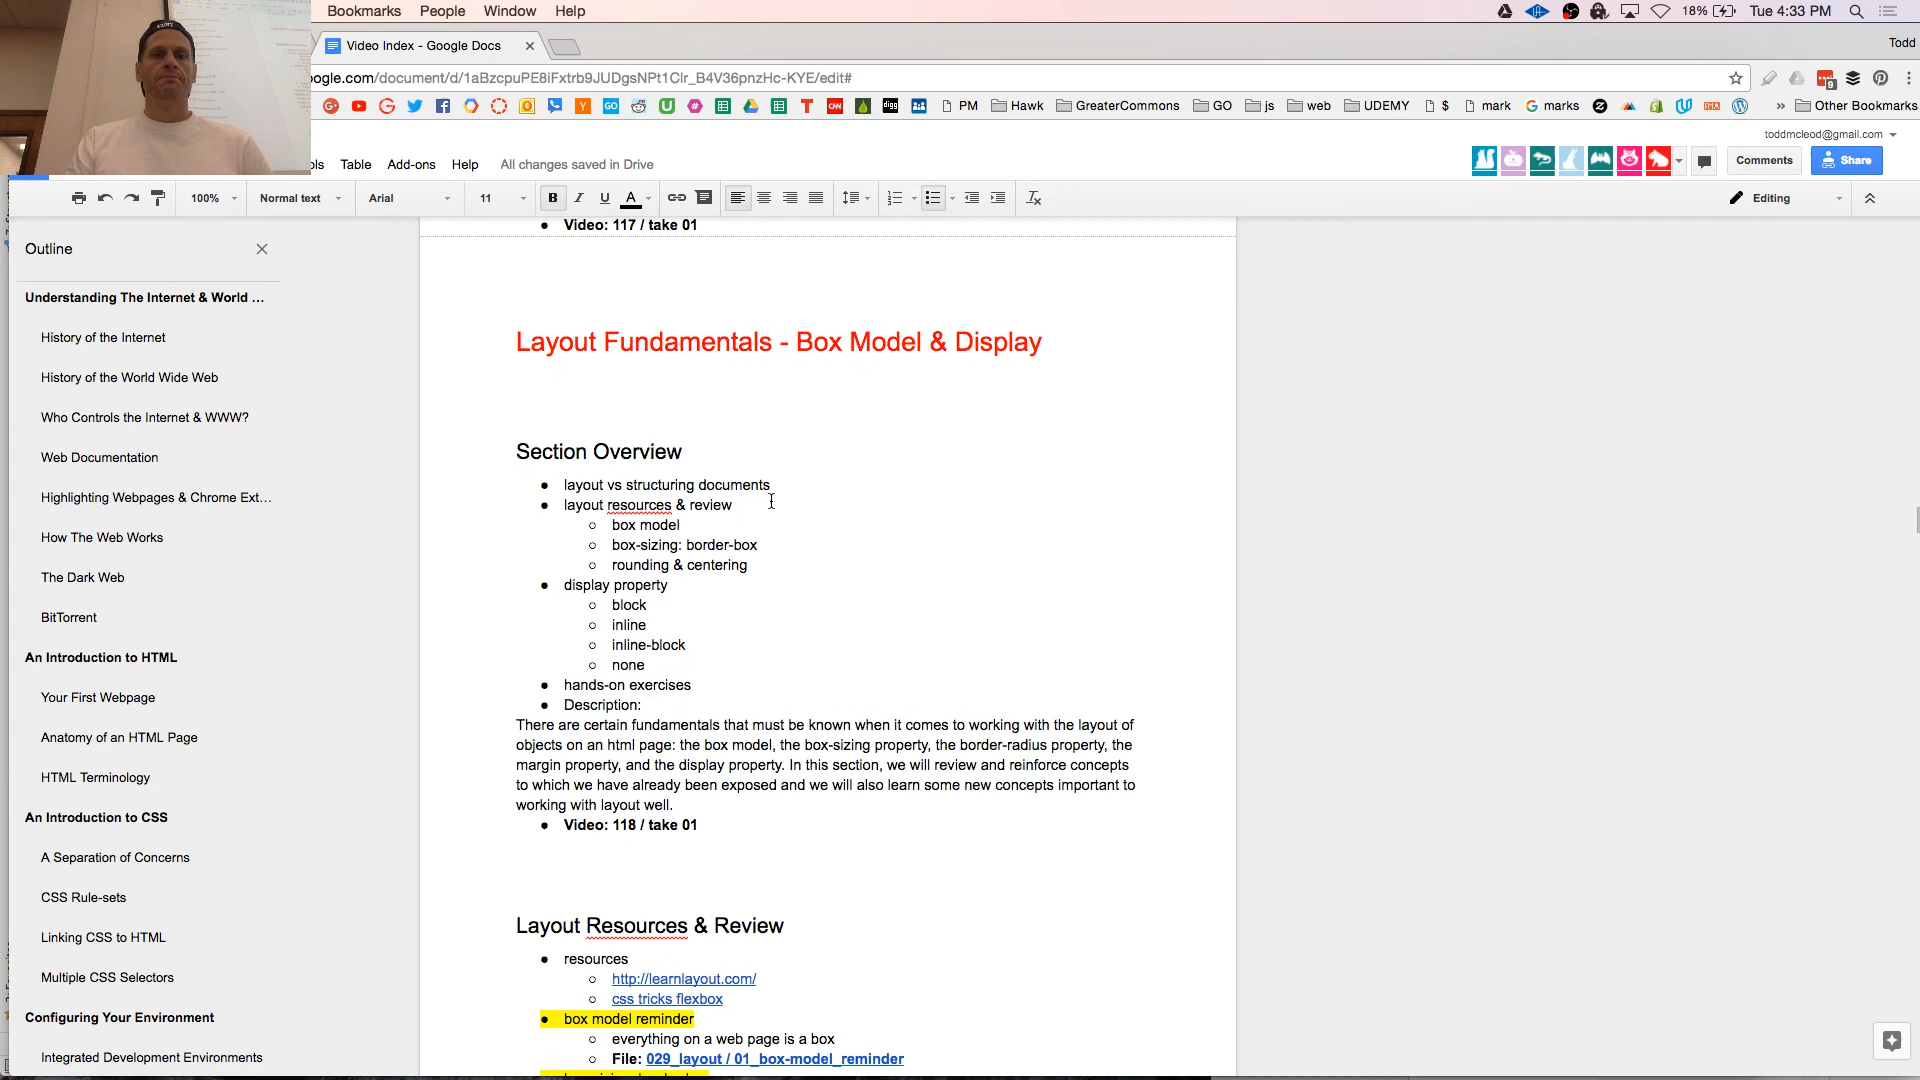 Bookmarks People Window Help
18% Tue 4:33 PM
Video Index - Google Docs
Todd
ogle.com/document/d/1aBzcpuPE8iFxtrb9JUDgsNPt1Clr_B4V36pnzHc-KYE/edit#
PM Hawk GreaterCommons GO js web UDEMY $ mark marks » Other Bookmarks
toddmcleod@gmail.com
ols Table Add-ons Help All changes saved in Drive
Comments Share
100% Normal text Arial 11 B I U A Editing
Outline
Understanding The Internet & World ...
History of the Internet
History of the World Wide Web
Who Controls the Internet & WWW?
Web Documentation
Highlighting Webpages & Chrome Ext...
How The Web Works
The Dark Web
BitTorrent
An Introduction to HTML
Your First Webpage
Anatomy of an HTML Page
HTML Terminology
An Introduction to CSS
A Separation of Concerns
CSS Rule-sets
Linking CSS to HTML
Multiple CSS Selectors
Configuring Your Environment
Integrated Development Environments
● Video: 117 / take 01
Layout Fundamentals - Box Model & Display
Section Overview
● layout vs structuring documents
● layout resources & review
○ box model
○ box-sizing: border-box
○ rounding & centering
● display property
○ block
○ inline
○ inline-block
○ none
● hands-on exercises
● Description:
There are certain fundamentals that must be known when it comes to working with the layout of
objects on an html page: the box model, the box-sizing property, the border-radius property, the
margin property, and the display property. In this section, we will review and reinforce concepts
to which we have already been exposed and we will also learn some new concepts important to
working with layout well.
● Video: 118 / take 01
Layout Resources & Review
● resources
○ http://learnlayout.com/
○ css tricks flexbox
● box model reminder
○ everything on a web page is a box
○ File: 029_layout / 01_box-model_reminder